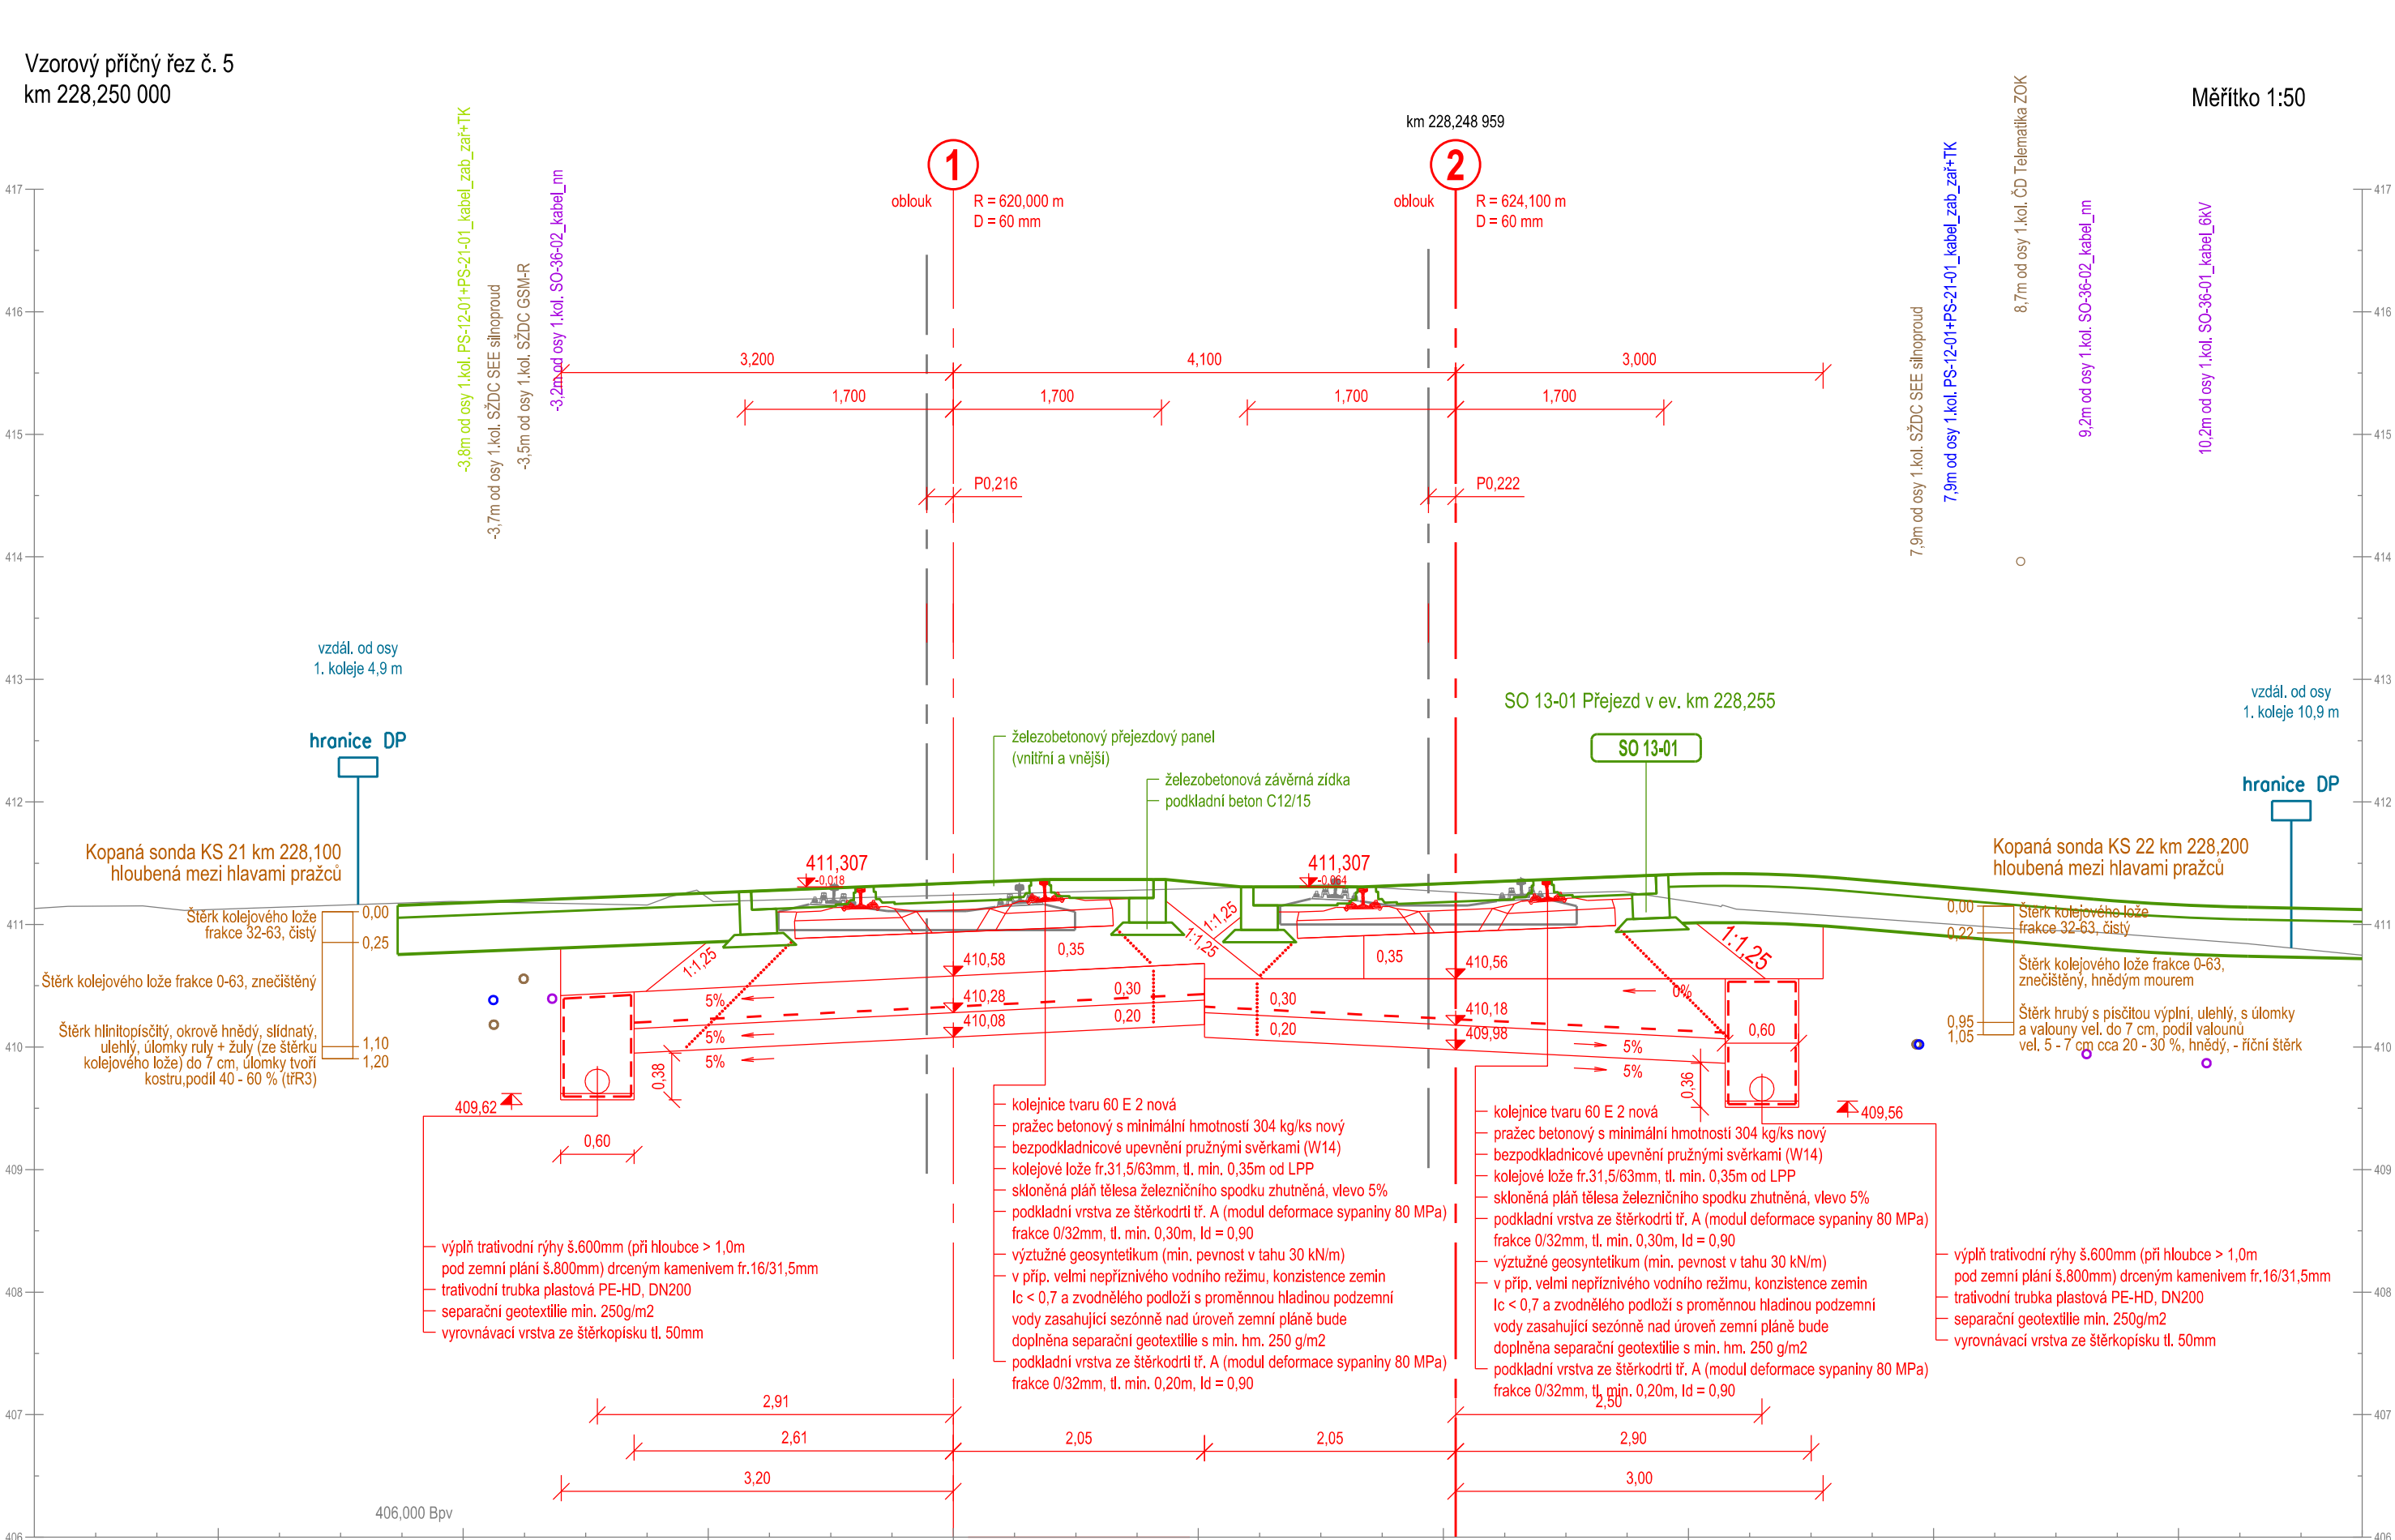 Vzorový příčný řez č. 5
km 228,250 000
Měřítko 1:50
km 228,248 959
1
2
oblouk
R = 620,000 m
D = 60 mm
oblouk
R = 624,100 m
D = 60 mm
-3,8m od osy 1.kol. PS-12-01+PS-21-01_kabel_zab_zař+TK
-3,7m od osy 1.kol. SŽDC SEE silnoproud
-3,5m od osy 1.kol. SŽDC GSM-R
-3,2m od osy 1.kol. SO-36-02_kabel_nn
7,9m od osy 1.kol. SŽDC SEE silnoproud
7,9m od osy 1.kol. PS-12-01+PS-21-01_kabel_zab_zař+TK
8,7m od osy 1.kol. ČD Telematika ZOK
9,2m od osy 1.kol. SO-36-02_kabel_nn
10,2m od osy 1.kol. SO-36-01_kabel_6kV
417
416
415
414
413
412
411
410
409
408
407
406
417
416
415
414
413
412
411
410
409
408
407
406
3,200
4,100
3,000
1,700
1,700
1,700
1,700
P0,216
P0,222
vzdál. od osy
1. koleje 4,9 m
hranice DP
vzdál. od osy
1. koleje 10,9 m
hranice DP
SO 13-01 Přejezd v ev. km 228,255
SO 13-01
železobetonový přejezdový panel
(vnitřní a vnější)
železobetonová závěrná zídka
podkladní beton C12/15
Kopaná sonda KS 21 km 228,100
hloubená mezi hlavami pražců
Štěrk kolejového lože
frakce 32-63, čistý
Štěrk kolejového lože frakce 0-63, znečištěný
Štěrk hlinitopísčitý, okrově hnědý, slídnatý,
ulehlý, úlomky ruly + žuly (ze štěrku
kolejového lože) do 7 cm, úlomky tvoří
kostru,podíl 40 - 60 % (třR3)
0,00
0,25
1,10
1,20
Kopaná sonda KS 22 km 228,200
hloubená mezi hlavami pražců
0,00
0,22
0,95
1,05
Štěrk kolejového lože
frakce 32-63, čistý
Štěrk kolejového lože frakce 0-63,
znečištěný, hnědým mourem
Štěrk hrubý s písčitou výplní, ulehlý, s úlomky
a valouny vel. do 7 cm, podíl valounů
vel. 5 - 7 cm cca 20 - 30 %, hnědý, - říční štěrk
411,307
-0,018
411,307
-0,064
1:1,25
1:1,25
1:1,25
1:1,25
0,35
0,35
410,58
410,28
410,08
410,56
410,18
409,98
0,30
0,20
0,30
0,20
5%
5%
5%
0%
5%
5%
0,38
0,36
0,60
0,60
409,62
409,56
kolejnice tvaru 60 E 2 nová
pražec betonový s minimální hmotností 304 kg/ks nový
bezpodkladnicové upevnění pružnými svěrkami (W14)
kolejové lože fr.31,5/63mm, tl. min. 0,35m od LPP
skloněná pláň tělesa železničního spodku zhutněná, vlevo 5%
podkladní vrstva ze štěrkodrti tř. A (modul deformace sypaniny 80 MPa)
frakce 0/32mm, tl. min. 0,30m, Id = 0,90
výztužné geosyntetikum (min. pevnost v tahu 30 kN/m)
v příp. velmi nepříznivého vodního režimu, konzistence zemin
Ic < 0,7 a zvodnělého podloží s proměnnou hladinou podzemní
vody zasahující sezónně nad úroveň zemní pláně bude
doplněna separační geotextilie s min. hm. 250 g/m2
podkladní vrstva ze štěrkodrti tř. A (modul deformace sypaniny 80 MPa)
frakce 0/32mm, tl. min. 0,20m, Id = 0,90
kolejnice tvaru 60 E 2 nová
pražec betonový s minimální hmotností 304 kg/ks nový
bezpodkladnicové upevnění pružnými svěrkami (W14)
kolejové lože fr.31,5/63mm, tl. min. 0,35m od LPP
skloněná pláň tělesa železničního spodku zhutněná, vlevo 5%
podkladní vrstva ze štěrkodrti tř. A (modul deformace sypaniny 80 MPa)
frakce 0/32mm, tl. min. 0,30m, Id = 0,90
výztužné geosyntetikum (min. pevnost v tahu 30 kN/m)
v příp. velmi nepříznivého vodního režimu, konzistence zemin
Ic < 0,7 a zvodnělého podloží s proměnnou hladinou podzemní
vody zasahující sezónně nad úroveň zemní pláně bude
doplněna separační geotextilie s min. hm. 250 g/m2
podkladní vrstva ze štěrkodrti tř. A (modul deformace sypaniny 80 MPa)
frakce 0/32mm, tl. min. 0,20m, Id = 0,90
výplň trativodní rýhy š.600mm (při hloubce > 1,0m
pod zemní plání š.800mm) drceným kamenivem fr.16/31,5mm
trativodní trubka plastová PE-HD, DN200
separační geotextilie min. 250g/m2
vyrovnávací vrstva ze štěrkopísku tl. 50mm
výplň trativodní rýhy š.600mm (při hloubce > 1,0m
pod zemní plání š.800mm) drceným kamenivem fr.16/31,5mm
trativodní trubka plastová PE-HD, DN200
separační geotextilie min. 250g/m2
vyrovnávací vrstva ze štěrkopísku tl. 50mm
2,91
2,50
2,61
2,05
2,05
2,90
3,20
3,00
406,000 Bpv